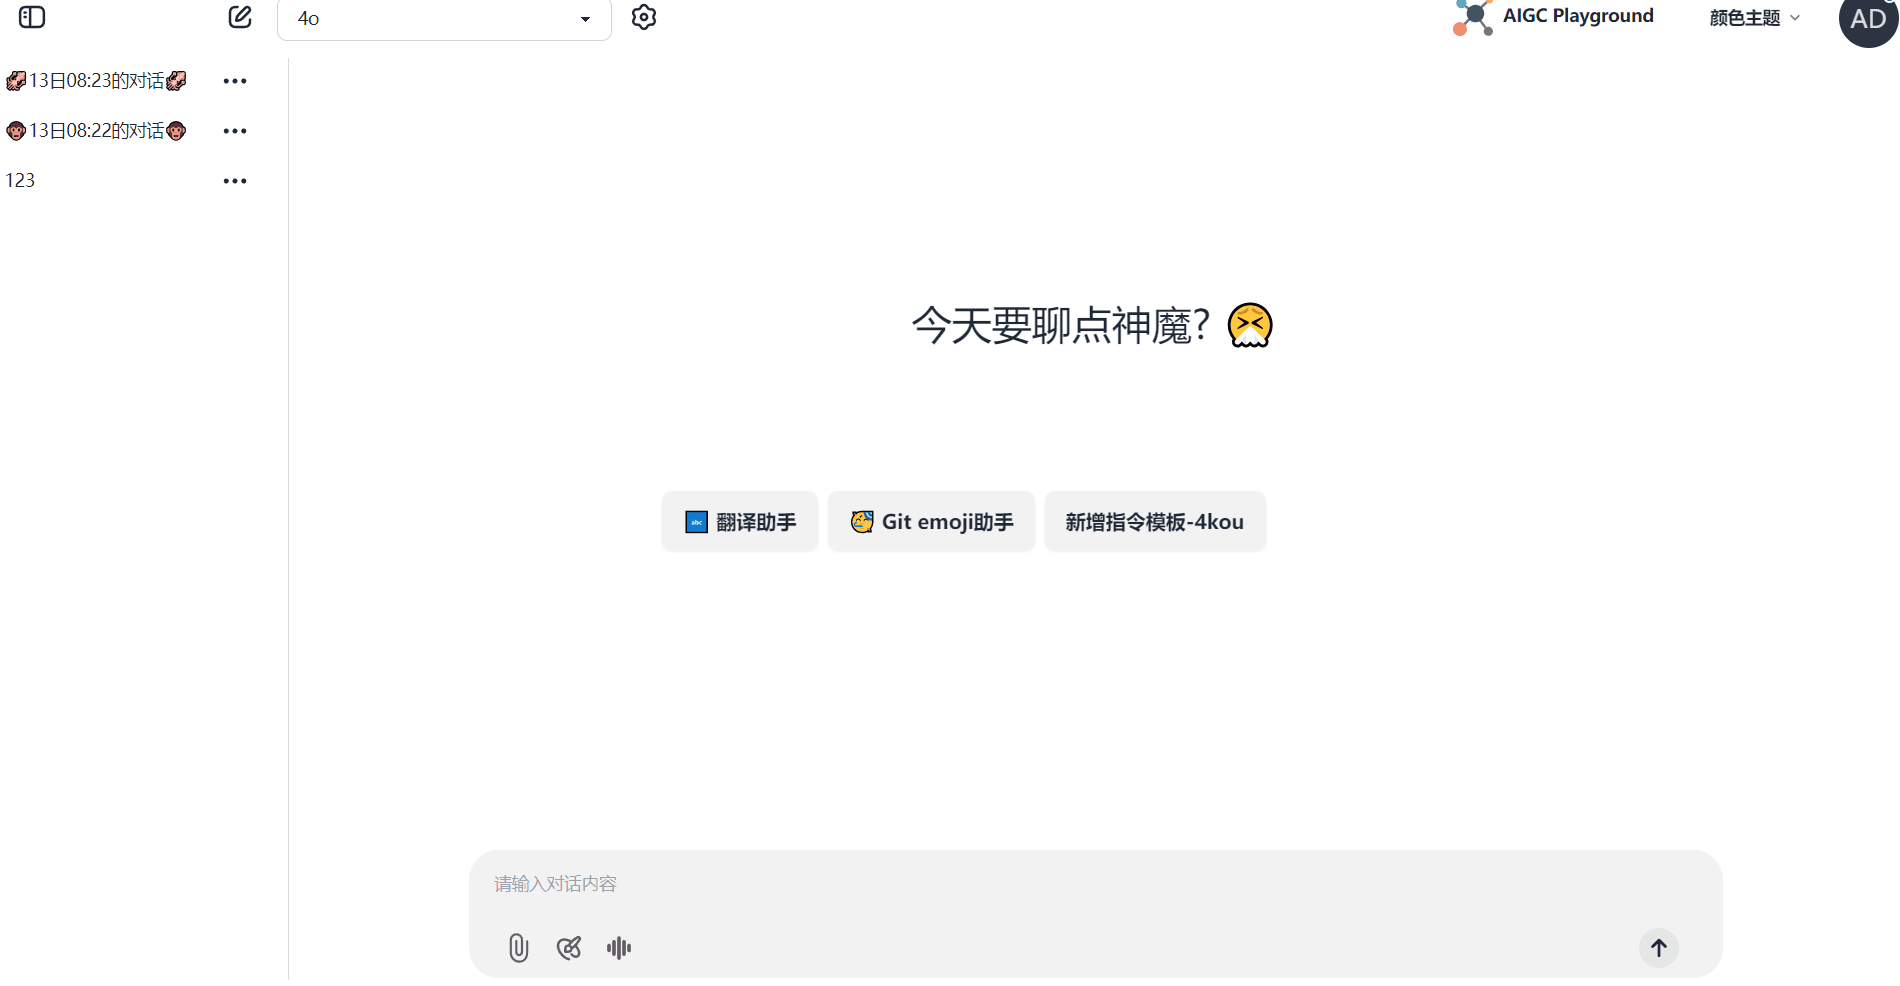 4o
AIGC Playground
颜色主题
AD
🦑13日08:23的对话🦑
🐵13日08:22的对话🐵
123
今天要聊点神魔? 😤
🔤 翻译助手
🥳 Git emoji助手
新增指令模板-4kou
请输入对话内容